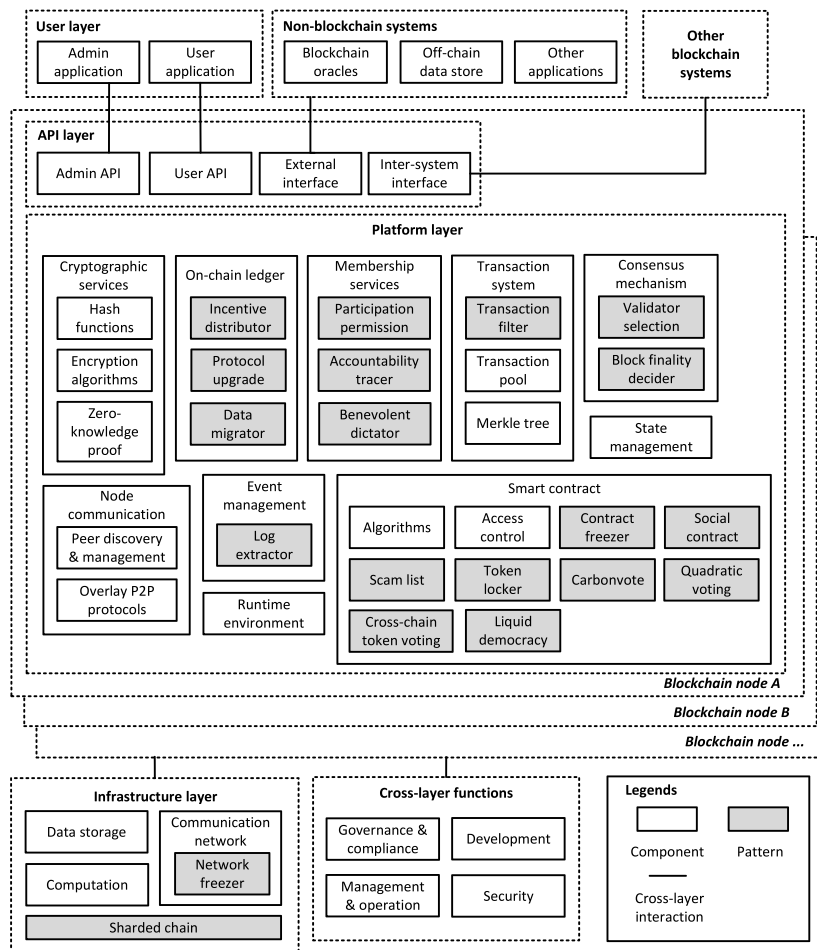 User layer
Admin
application
User
application
Non-blockchain systems
Blockchain
oracles
Off-chain
data store
Other
applications
Other
blockchain
systems
API layer
Admin API
User API
External
interface
Inter-system
interface
Platform layer
Cryptographic
services
Hash
functions
Encryption
algorithms
Zero-
knowledge
proof
On-chain ledger
Incentive
distributor
Protocol
upgrade
Data
migrator
Membership
services
Participation
permission
Accountability
tracer
Benevolent
dictator
Transaction
system
Transaction
filter
Transaction
pool
Merkle tree
Consensus
mechanism
Validator
selection
Block finality
decider
State
management
Node
communication
Peer discovery
& management
Overlay P2P
protocols
Event
management
Log
extractor
Runtime
environment
Smart contract
Algorithms
Access
control
Contract
freezer
Social
contract
Scam list
Token
locker
Carbonvote
Quadratic
voting
Cross-chain
token voting
Liquid
democracy
Blockchain node A
Blockchain node B
Blockchain node ...
Infrastructure layer
Data storage
Computation
Communication
network
Network
freezer
Sharded chain
Cross-layer functions
Governance &
compliance
Development
Management
& operation
Security
Legends
Component
Pattern
Cross-layer
interaction